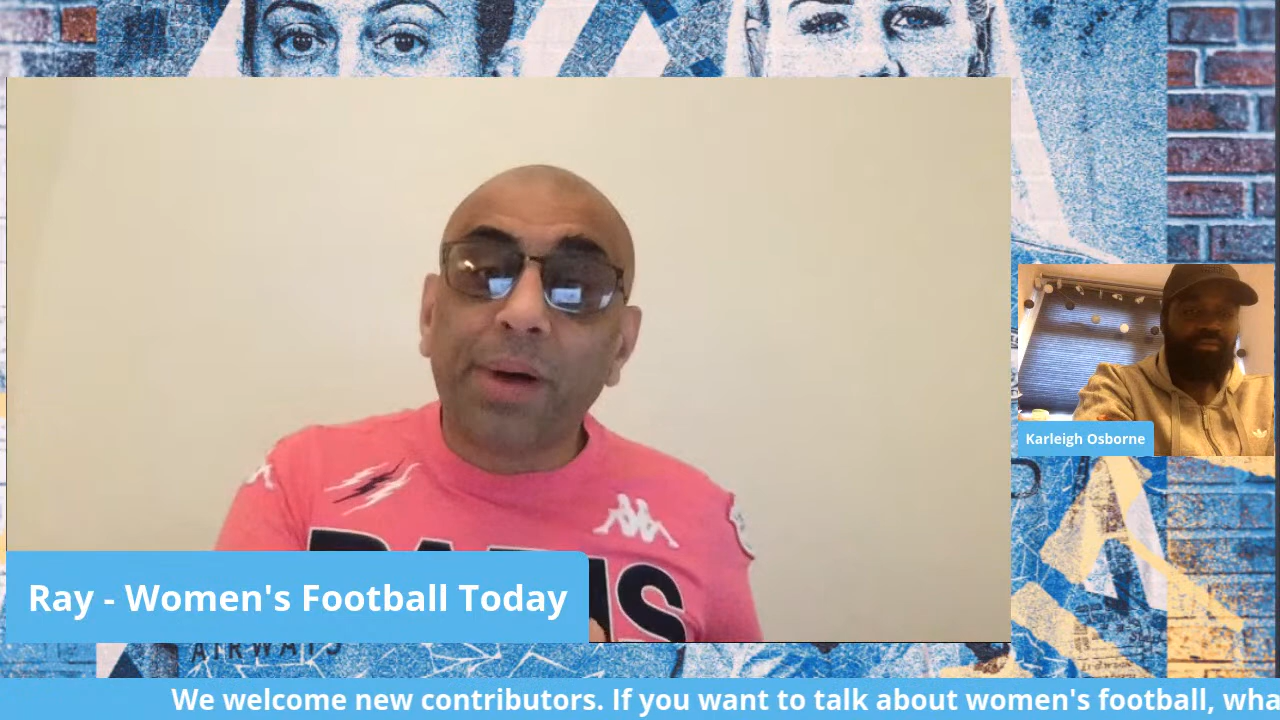 Karleigh Osborne
Ray - Women's Football Today
AIRWAYS
We welcome new contributors. If you want to talk about women's football, wha